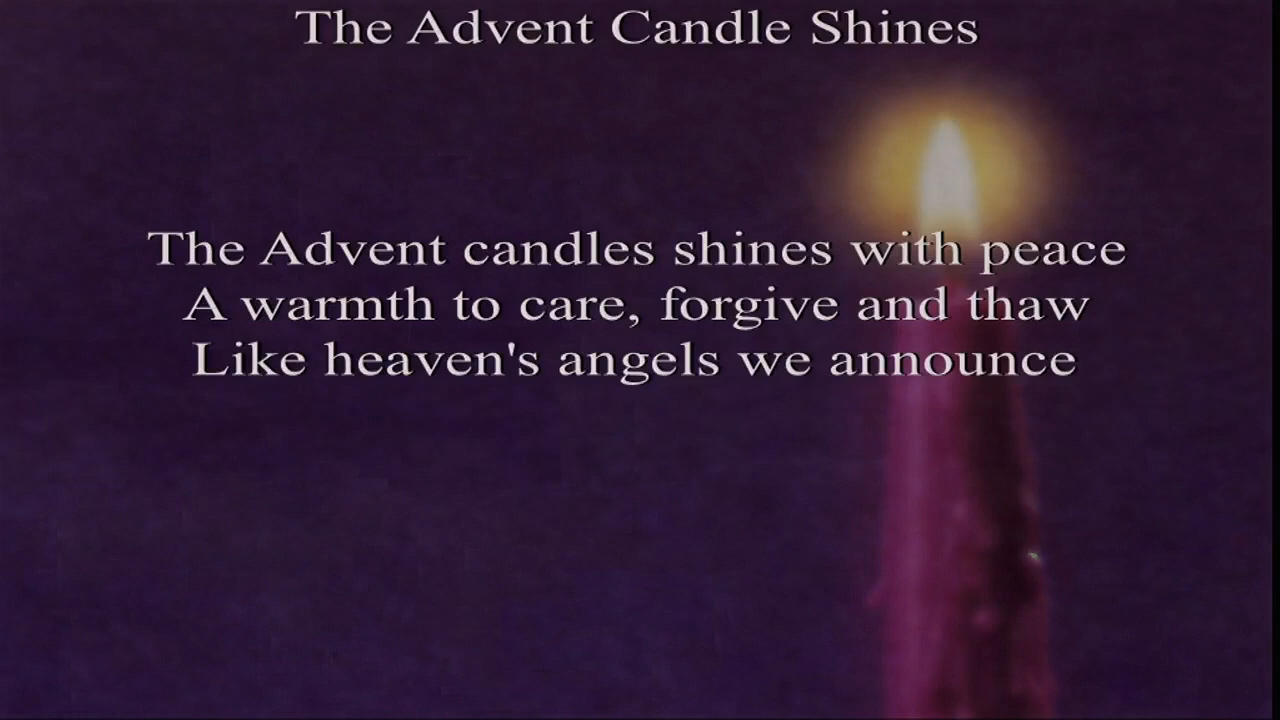 The Advent Candle Shines
The Advent candles shines with peace
A warmth to care, forgive and thaw
Like heaven's angels we announce